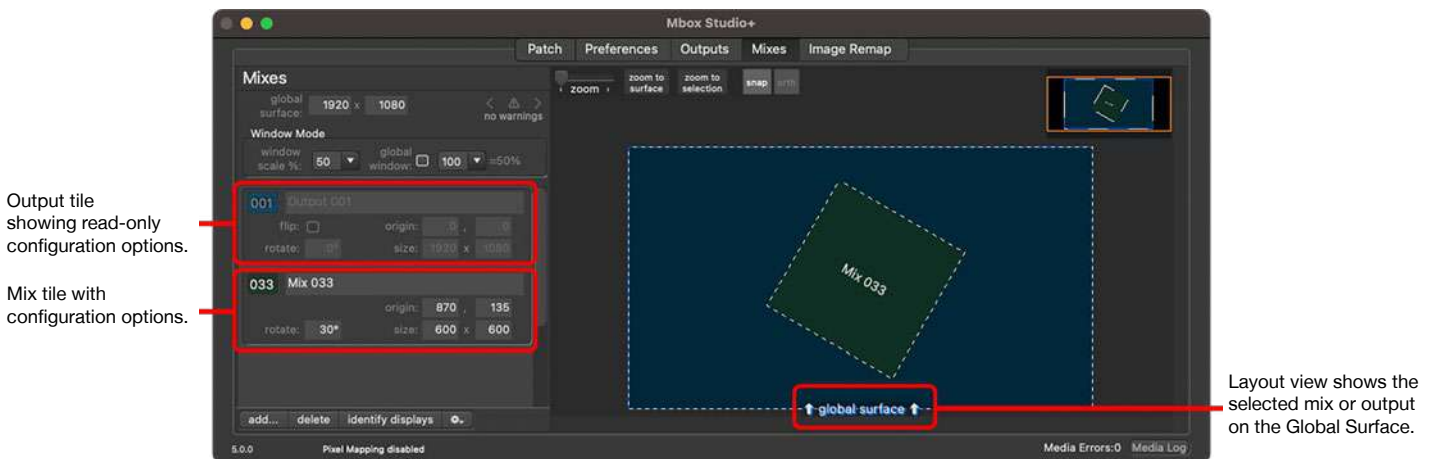 Mbox Studio+
Patch Preferences Outputs Mixes Image Remap
Mixes
global surface: 1920 x 1080
< > no warnings
Window Mode
window scale %: 50 global window: 100 =50%
001 Output 001
flip: origin: .0 , .0
rotate: .0° size: 1920 x 1080
033 Mix 033
origin: 870 , 135
rotate: 30° size: 600 x 600
add... delete identify displays
5.0.0 Pixel Mapping disabled
‹ zoom ›
zoom to surface
zoom to selection
snap orth
Mix 033
global surface
Media Errors:0 Media Log
Output tile
showing read-only
configuration options.
Mix tile with
configuration options.
Layout view shows the
selected mix or output
on the Global Surface.